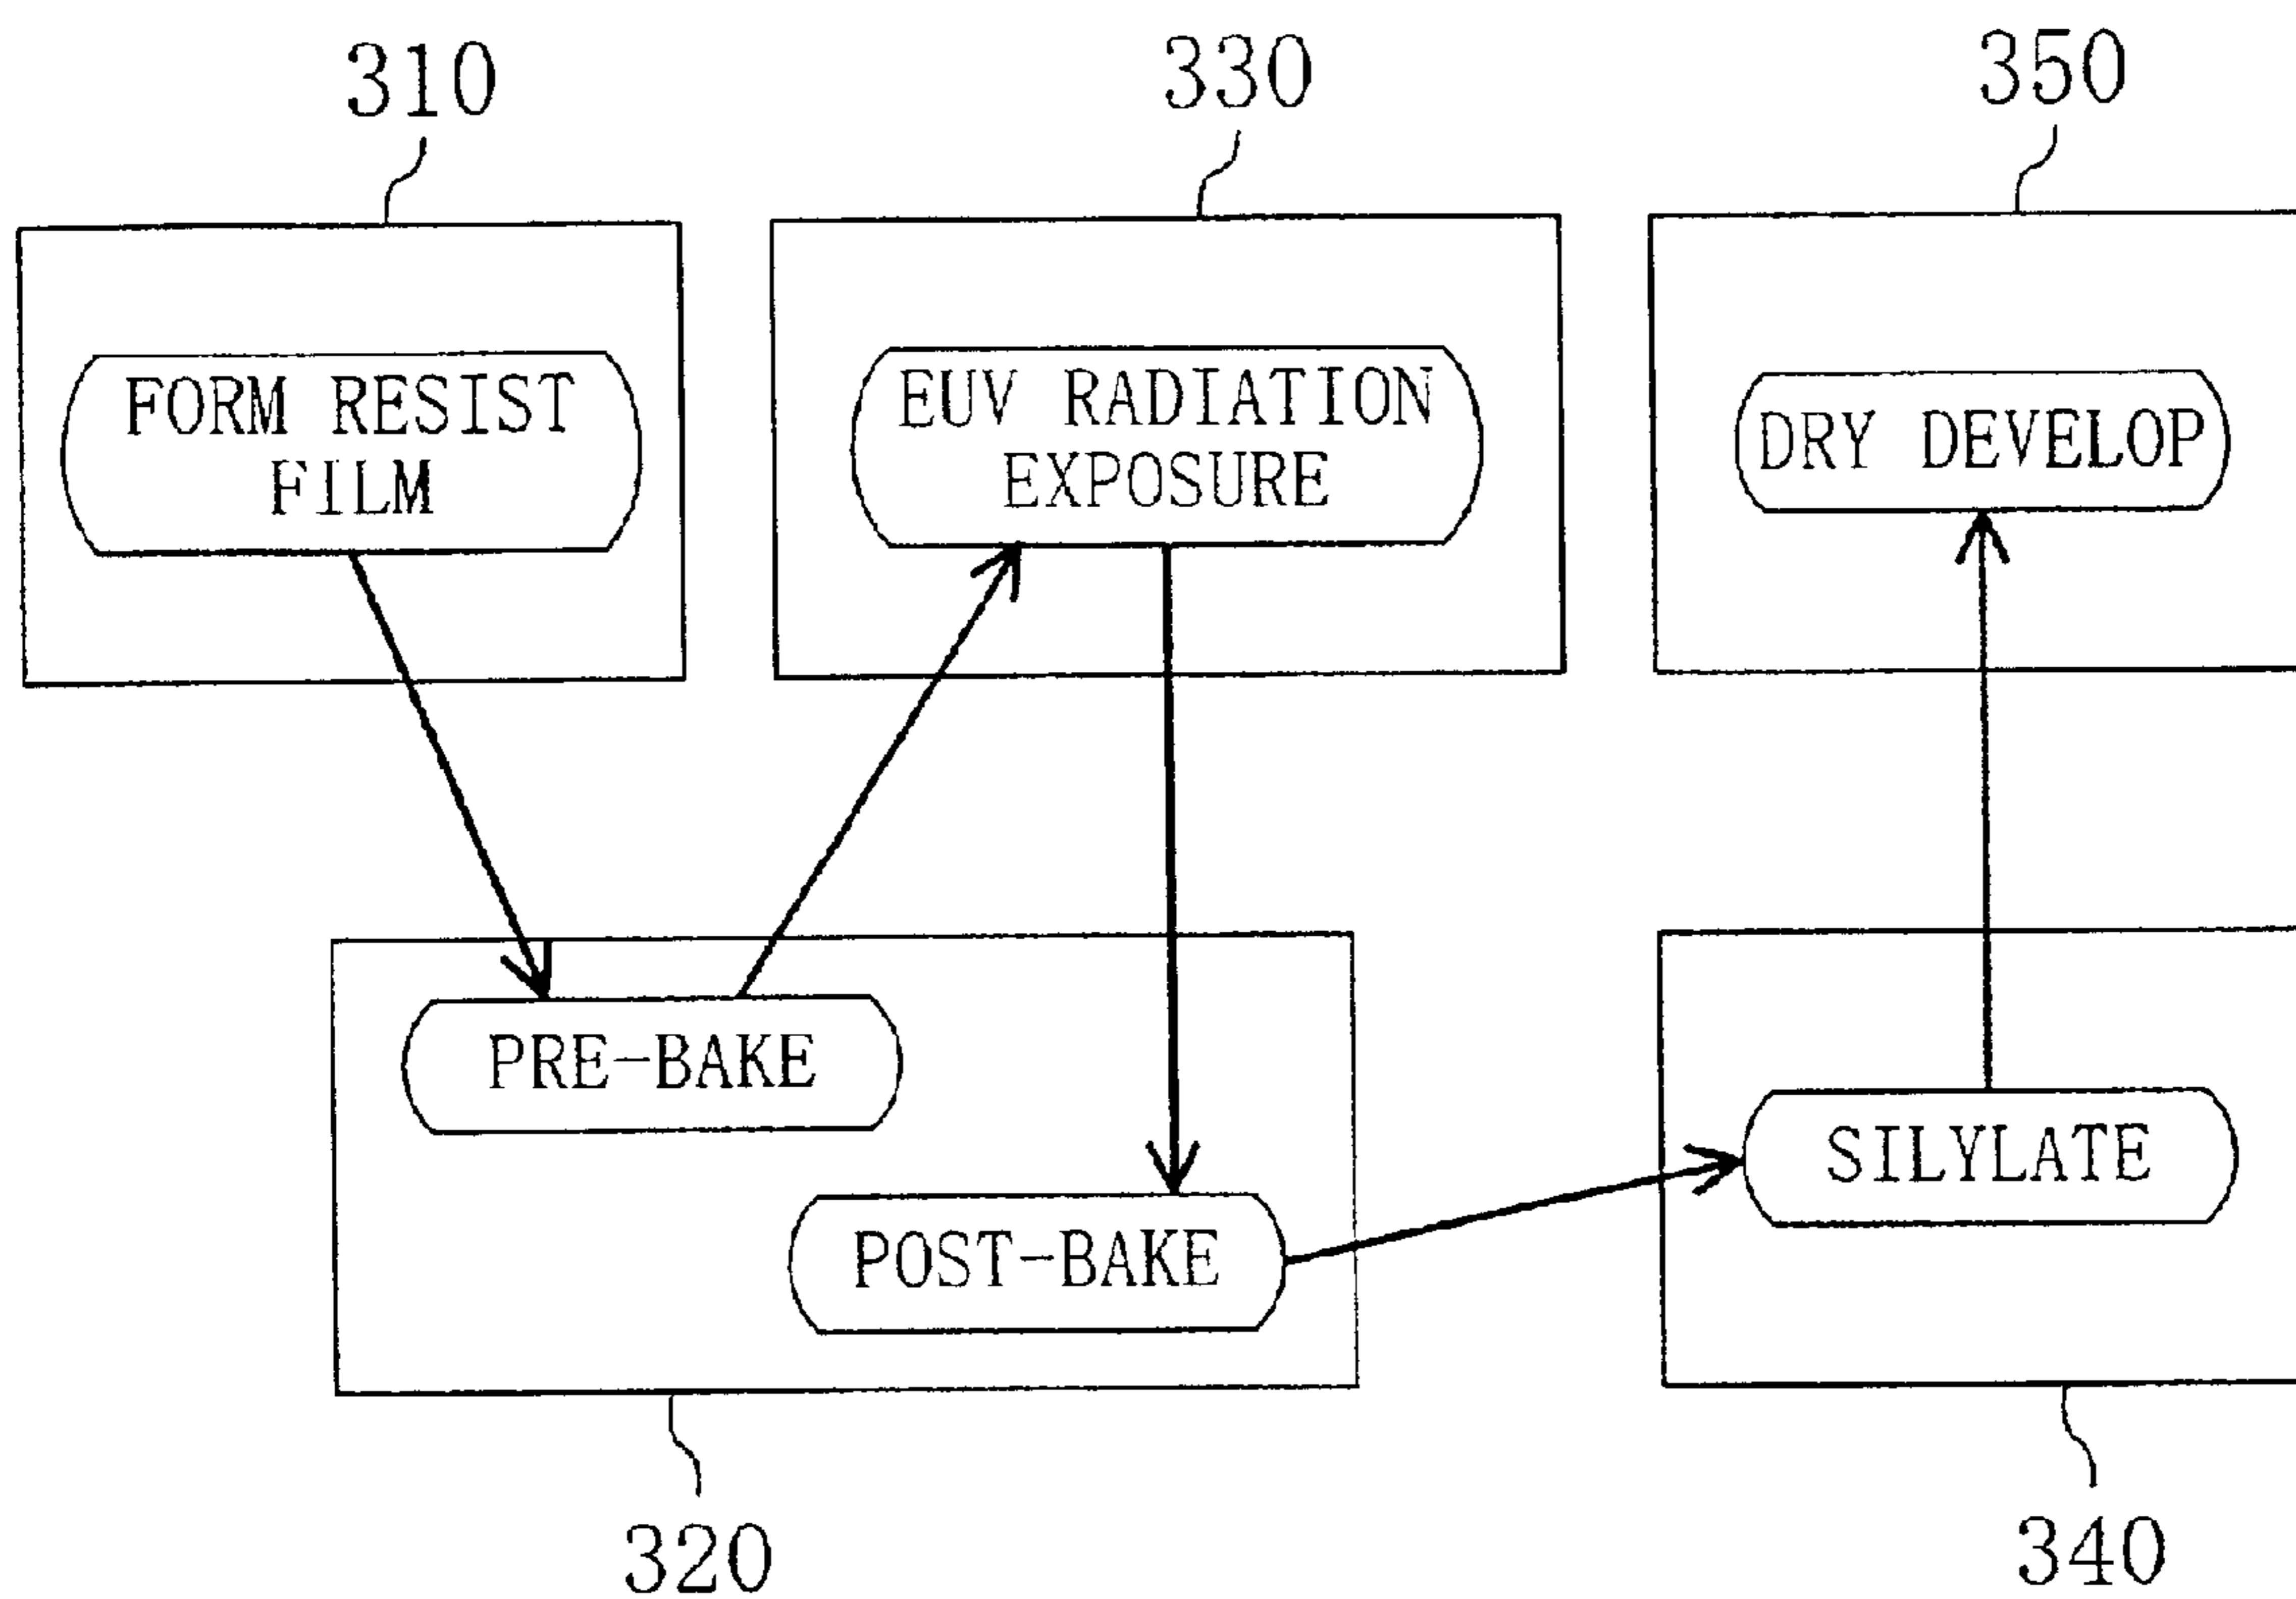 310
330
350
FORM RESIST
FILM
EUV RADIATION
EXPOSURE
DRY DEVELOP
PRE-BAKE
POST-BAKE
SILYLATE
320
340